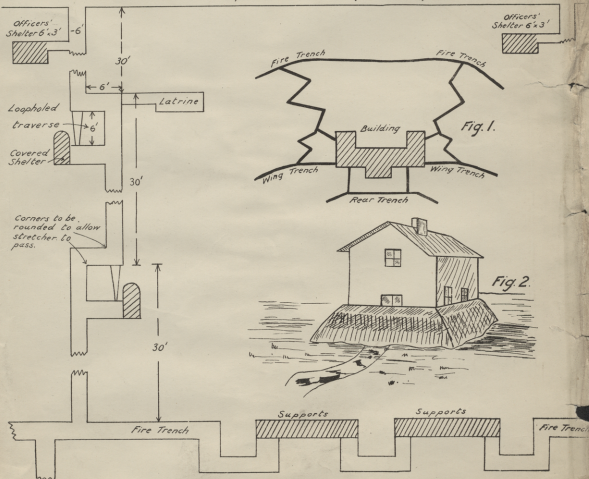 Officers'
Shelter 6'x3'
-6'
30'
6'
Latrine
Loopholed
traverse
6'
Covered
Shelter
30'
Corners to be
rounded to allow
stretcher to
pass.
30'
Fire Trench
Supports
Supports
Fire Trench
Officers'
Shelter 6'x3'
Fire Trench
Fire Trench
Building
Fig. 1.
Wing Trench
Wing Trench
Rear Trench
Fig. 2.